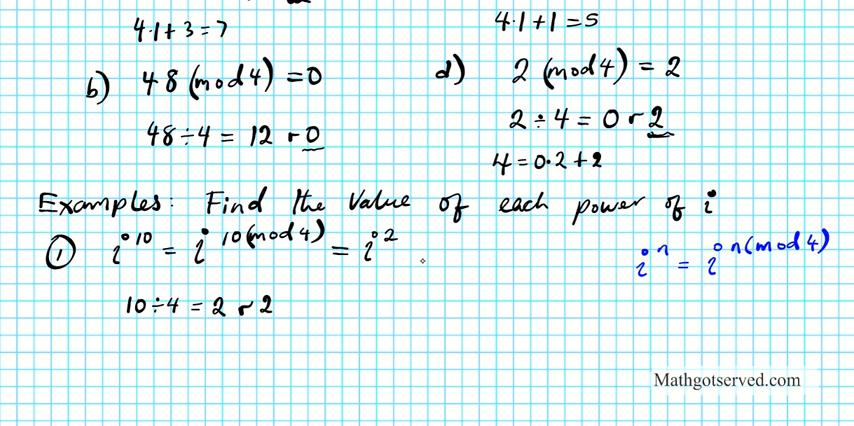 4·1+3=7
4·1+1=5
b) 48 (mod 4) = 0
d) 2 (mod 4) = 2
48÷4 = 12 r 0
2÷4 = 0 r 2
4=0·2+2
Examples: Find the Value of each power of i
① i^10 = i^10(mod 4) = i^2
i^n = i^n(mod 4)
10÷4 = 2 r 2
Mathgotserved.com